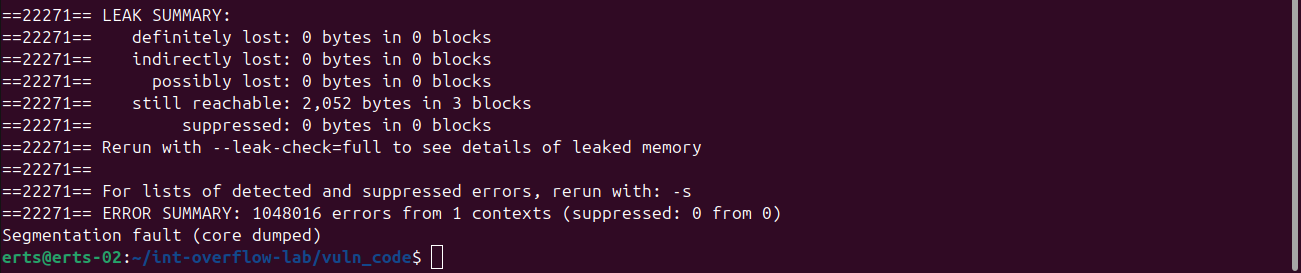 ==22271== LEAK SUMMARY:
==22271==    definitely lost: 0 bytes in 0 blocks
==22271==    indirectly lost: 0 bytes in 0 blocks
==22271==      possibly lost: 0 bytes in 0 blocks
==22271==    still reachable: 2,052 bytes in 3 blocks
==22271==         suppressed: 0 bytes in 0 blocks
==22271== Rerun with --leak-check=full to see details of leaked memory
==22271==
==22271== For lists of detected and suppressed errors, rerun with: -s
==22271== ERROR SUMMARY: 1048016 errors from 1 contexts (suppressed: 0 from 0)
Segmentation fault (core dumped)
erts@erts-02:~/int-overflow-lab/vuln_code$